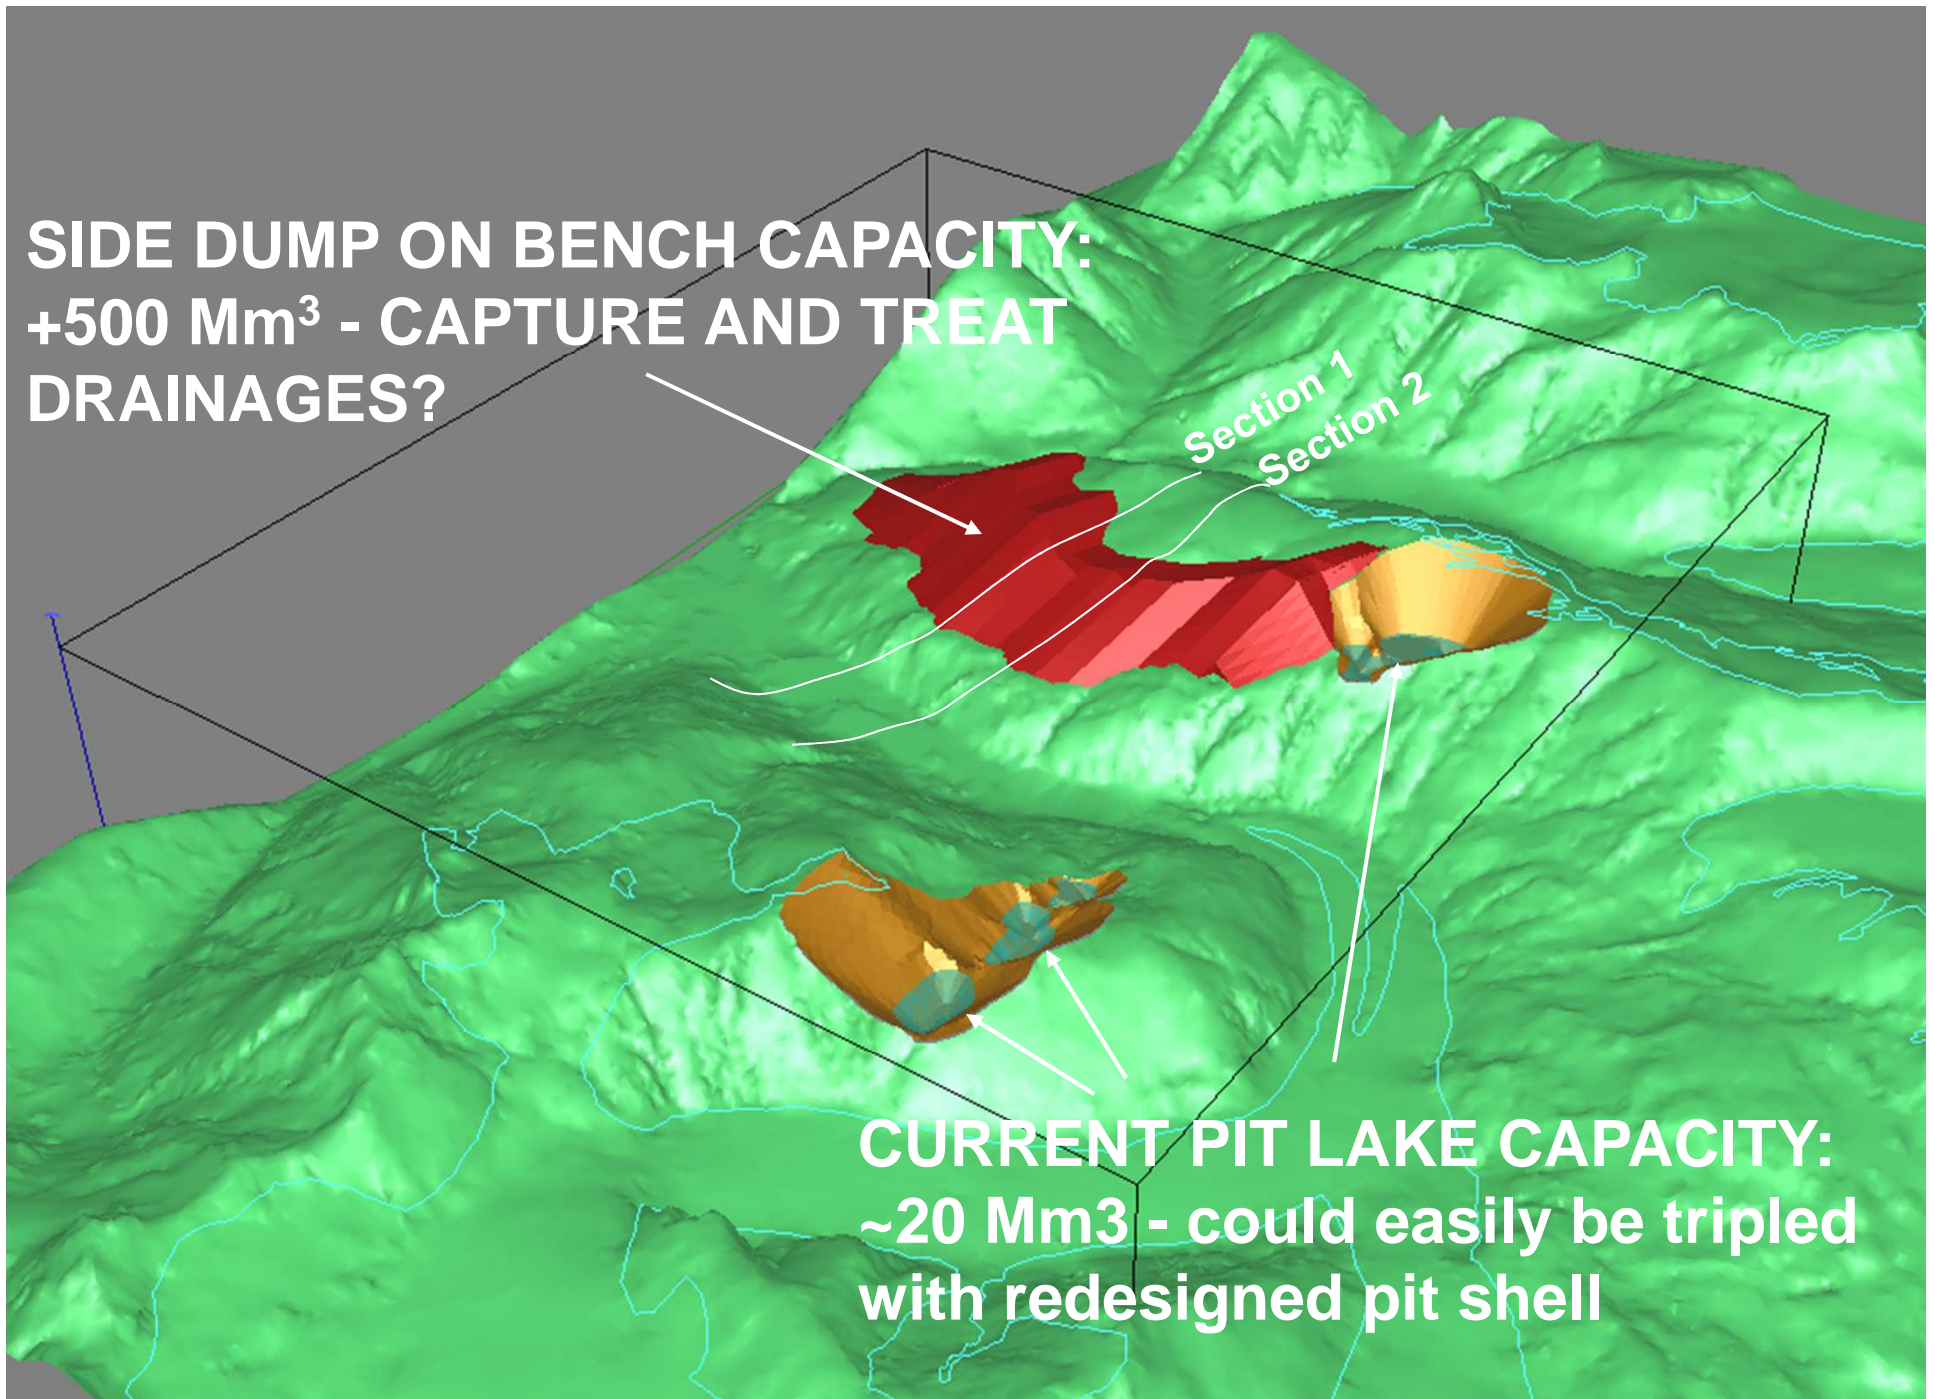 SIDE DUMP ON BENCH CAPACITY:
+500 Mm³ - CAPTURE AND TREAT
DRAINAGES?
Section 1
Section 2
CURRENT PIT LAKE CAPACITY:
~20 Mm3 - could easily be tripled
with redesigned pit shell